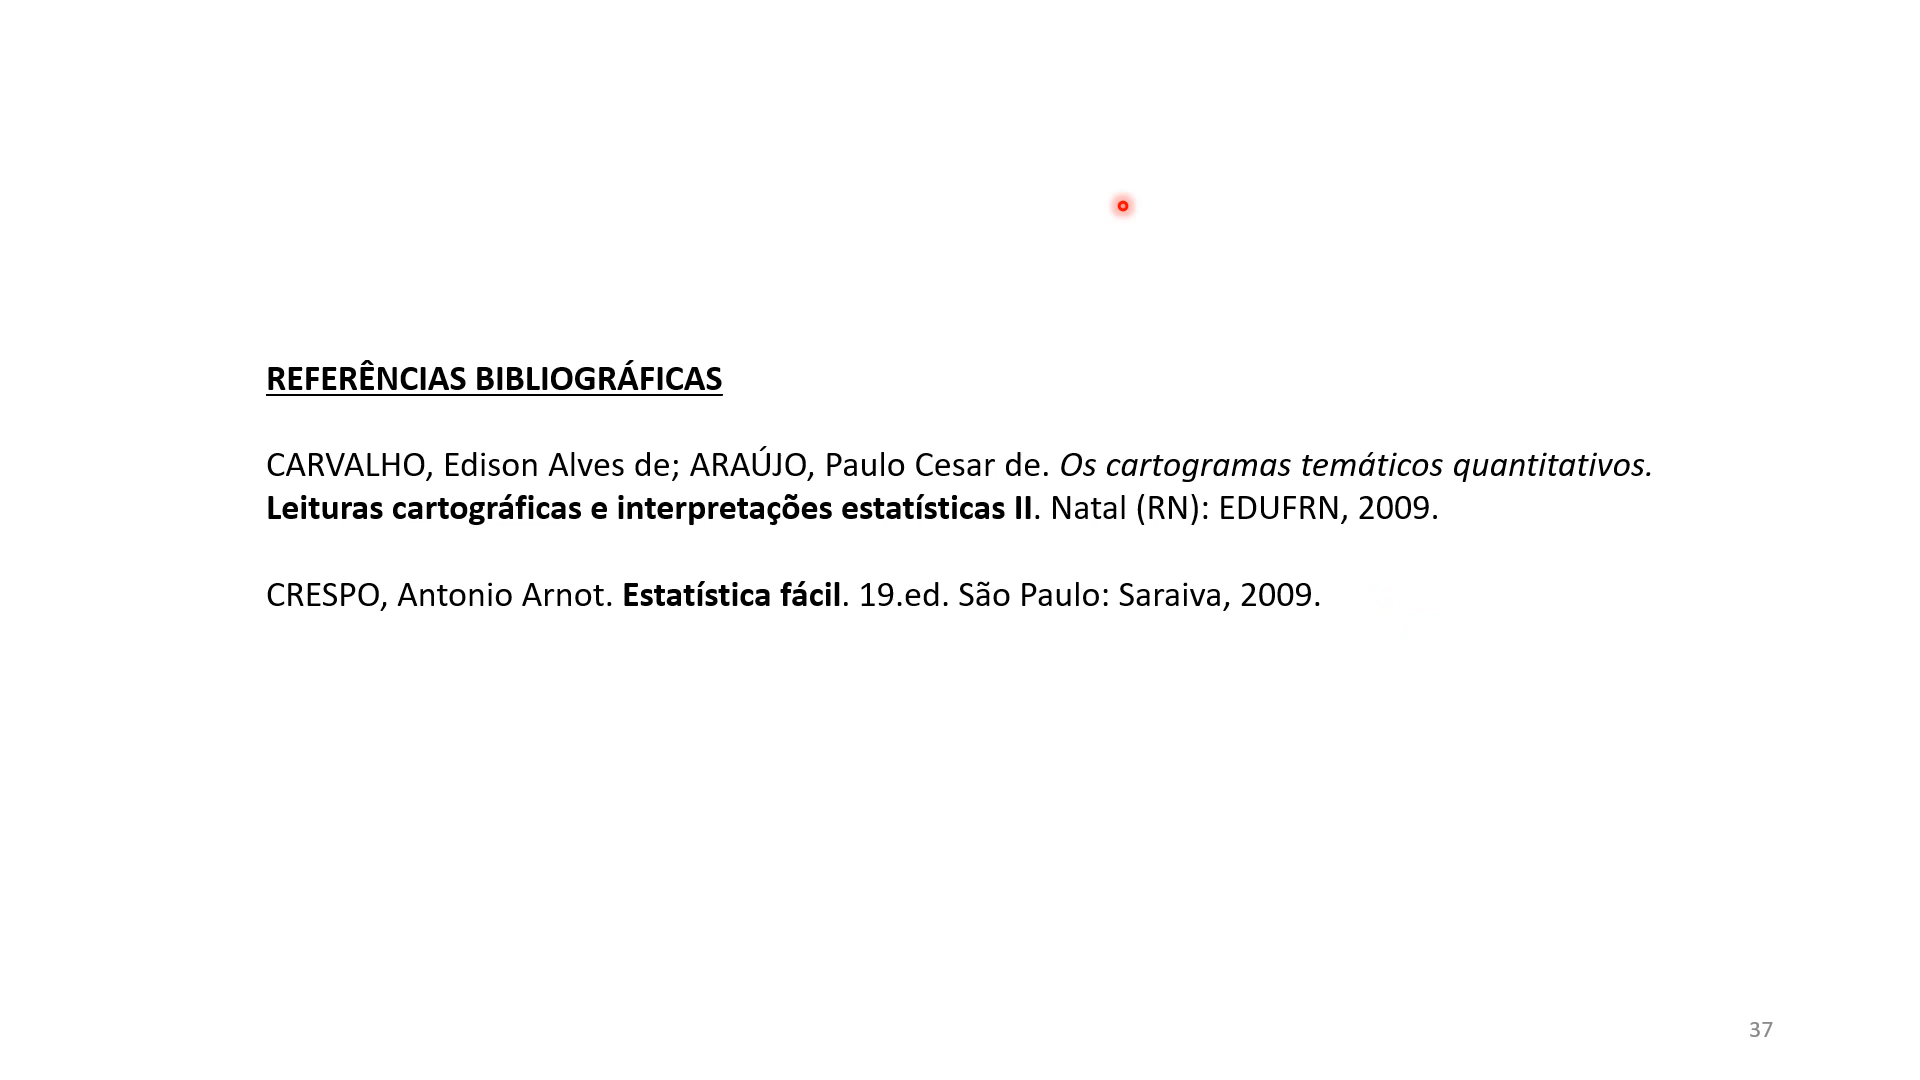 REFERÊNCIAS BIBLIOGRÁFICAS
CARVALHO, Edison Alves de; ARAÚJO, Paulo Cesar de. Os cartogramas temáticos quantitativos.
Leituras cartográficas e interpretações estatísticas II. Natal (RN): EDUFRN, 2009.
CRESPO, Antonio Arnot. Estatística fácil. 19.ed. São Paulo: Saraiva, 2009.
37